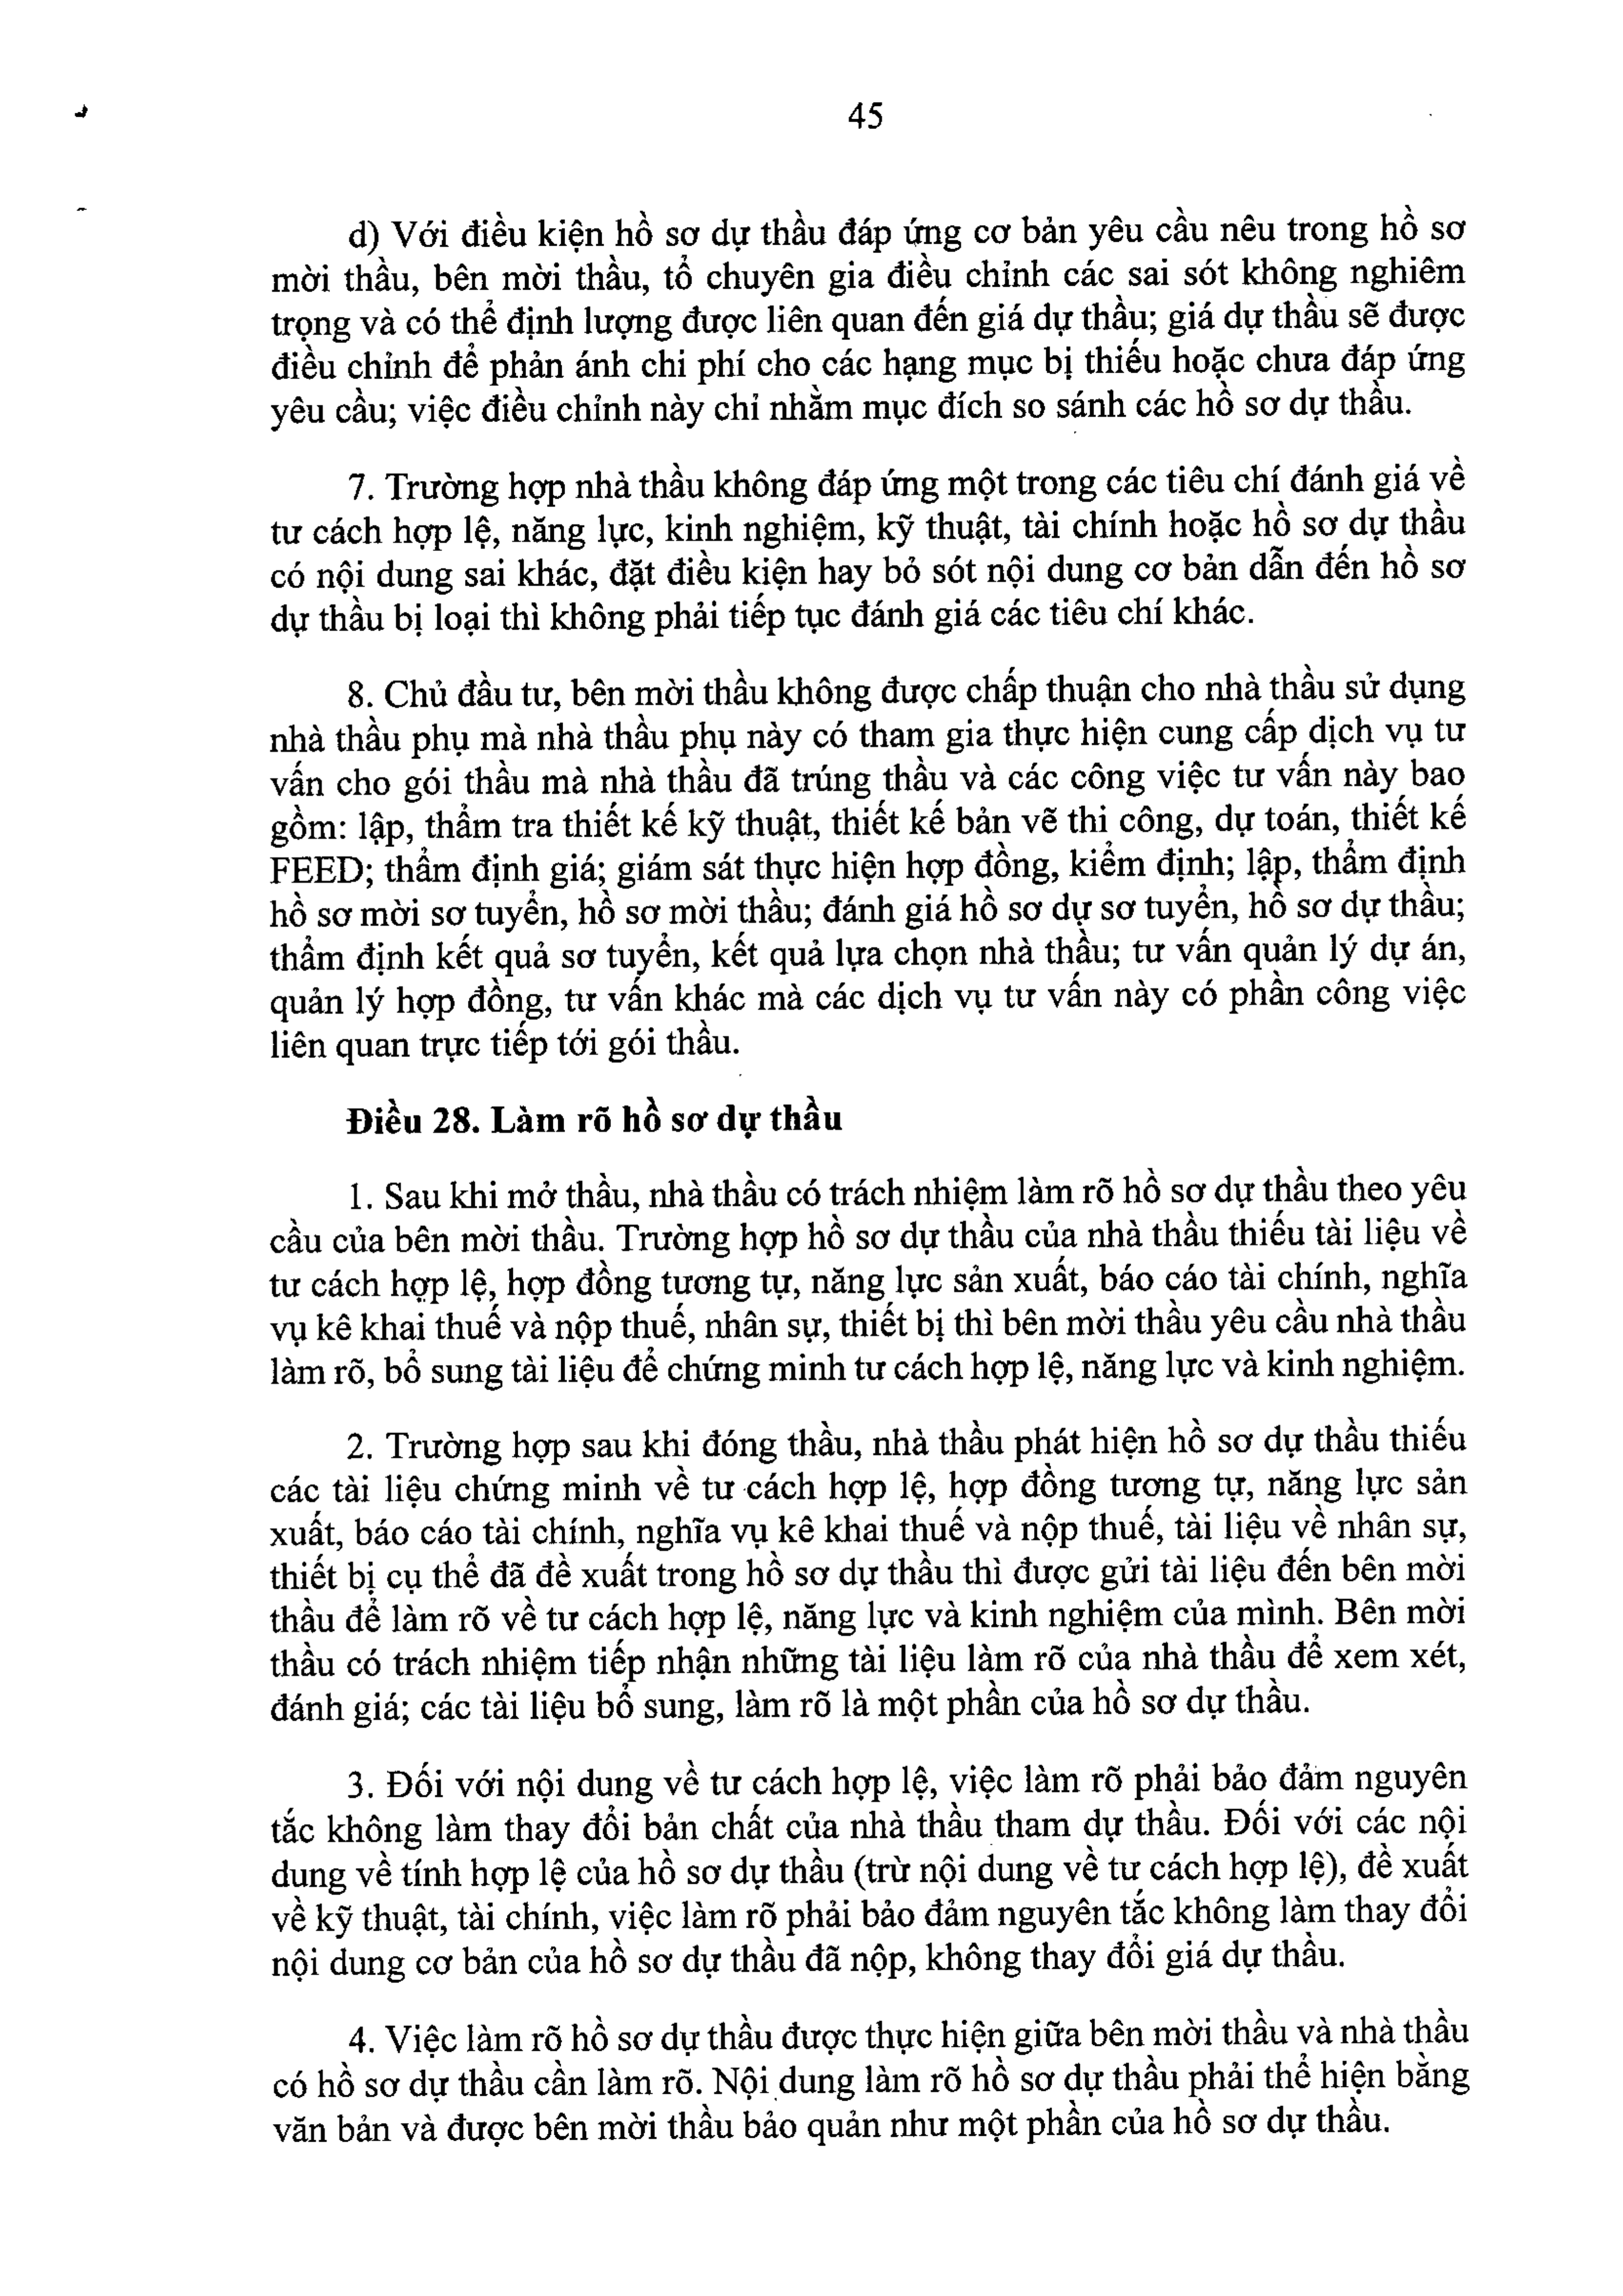 45
d) Với điều kiện hồ sơ dự thầu đáp ứng cơ bản yêu cầu nêu trong hồ sơ
mời thầu, bên mời thầu, tổ chuyên gia điều chỉnh các sai sót không nghiêm
trọng và có thể định lượng được liên quan đến giá dự thầu; giá dự thầu sẽ được
điều chỉnh để phản ánh chi phí cho các hạng mục bị thiếu hoặc chưa đáp ứng
yêu cầu; việc điều chỉnh này chỉ nhằm mục đích so sánh các hồ sơ dự thầu.
7. Trường hợp nhà thầu không đáp ứng một trong các tiêu chí đánh giá về
tư cách hợp lệ, năng lực, kinh nghiệm, kỹ thuật, tài chính hoặc hồ sơ dự thầu
có nội dung sai khác, đặt điều kiện hay bỏ sót nội dung cơ bản dẫn đến hồ sơ
dự thầu bị loại thì không phải tiếp tục đánh giá các tiêu chí khác.
8. Chủ đầu tư, bên mời thầu không được chấp thuận cho nhà thầu sử dụng
nhà thầu phụ mà nhà thầu phụ này có tham gia thực hiện cung cấp dịch vụ tư
vấn cho gói thầu mà nhà thầu đã trúng thầu và các công việc tư vấn này bao
gồm: lập, thẩm tra thiết kế kỹ thuật, thiết kế bản vẽ thi công, dự toán, thiết kế
FEED; thẩm định giá; giám sát thực hiện hợp đồng, kiểm định; lập, thẩm định
hồ sơ mời sơ tuyển, hồ sơ mời thầu; đánh giá hồ sơ dự sơ tuyển, hồ sơ dự thầu;
thẩm định kết quả sơ tuyển, kết quả lựa chọn nhà thầu; tư vấn quản lý dự án,
quản lý hợp đồng, tư vấn khác mà các dịch vụ tư vấn này có phần công việc
liên quan trực tiếp tới gói thầu.
Điều 28. Làm rõ hồ sơ dự thầu
1. Sau khi mở thầu, nhà thầu có trách nhiệm làm rõ hồ sơ dự thầu theo yêu
cầu của bên mời thầu. Trường hợp hồ sơ dự thầu của nhà thầu thiếu tài liệu về
tư cách hợp lệ, hợp đồng tương tự, năng lực sản xuất, báo cáo tài chính, nghĩa
vụ kê khai thuế và nộp thuế, nhân sự, thiết bị thì bên mời thầu yêu cầu nhà thầu
làm rõ, bổ sung tài liệu để chứng minh tư cách hợp lệ, năng lực và kinh nghiệm.
2. Trường hợp sau khi đóng thầu, nhà thầu phát hiện hồ sơ dự thầu thiếu
các tài liệu chứng minh về tư cách hợp lệ, hợp đồng tương tự, năng lực sản
xuất, báo cáo tài chính, nghĩa vụ kê khai thuế và nộp thuế, tài liệu về nhân sự,
thiết bị cụ thể đã đề xuất trong hồ sơ dự thầu thì được gửi tài liệu đến bên mời
thầu để làm rõ về tư cách hợp lệ, năng lực và kinh nghiệm của mình. Bên mời
thầu có trách nhiệm tiếp nhận những tài liệu làm rõ của nhà thầu để xem xét,
đánh giá; các tài liệu bổ sung, làm rõ là một phần của hồ sơ dự thầu.
3. Đối với nội dung về tư cách hợp lệ, việc làm rõ phải bảo đảm nguyên
tắc không làm thay đổi bản chất của nhà thầu tham dự thầu. Đối với các nội
dung về tính hợp lệ của hồ sơ dự thầu (trừ nội dung về tư cách hợp lệ), đề xuất
về kỹ thuật, tài chính, việc làm rõ phải bảo đảm nguyên tắc không làm thay đổi
nội dung cơ bản của hồ sơ dự thầu đã nộp, không thay đổi giá dự thầu.
4. Việc làm rõ hồ sơ dự thầu được thực hiện giữa bên mời thầu và nhà thầu
có hồ sơ dự thầu cần làm rõ. Nội dung làm rõ hồ sơ dự thầu phải thể hiện bằng
văn bản và được bên mời thầu bảo quản như một phần của hồ sơ dự thầu.